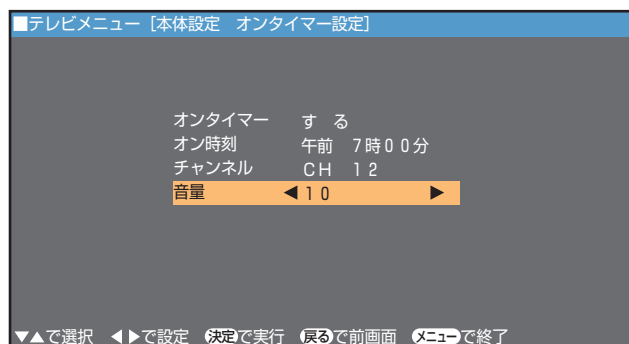 ■テレビメニュー [本体設定　オンタイマー設定]
オンタイマー　する
オン時刻　午前　7時00分
チャンネル　CH　12
音量　◀10　▶
▼▲で選択　◀▶で設定　決定で実行　戻るで前画面　メニューで終了